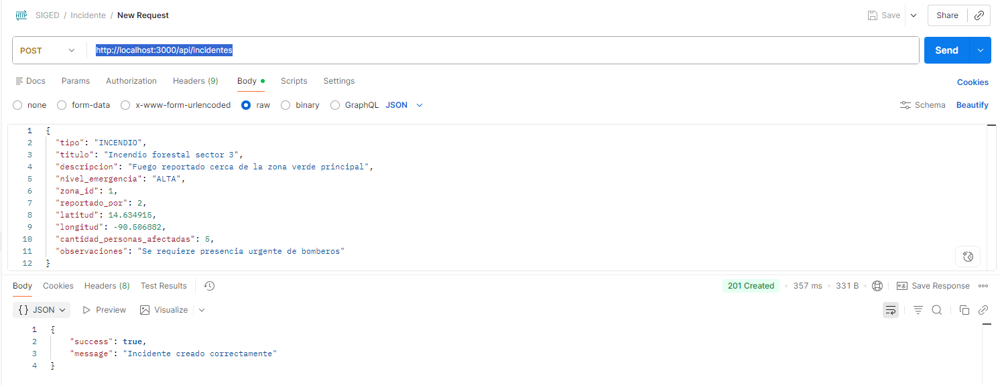 HTTP SIGED / Incidente / New Request Save Share
POST http://localhost:3000/api/incidentes Send
Docs Params Authorization Headers (9) Body Scripts Settings Cookies
none form-data x-www-form-urlencoded raw binary GraphQL JSON Schema Beautify
1 {
2 "tipo": "INCENDIO",
3 "titulo": "Incendio forestal sector 3",
4 "descripcion": "Fuego reportado cerca de la zona verde principal",
5 "nivel_emergencia": "ALTA",
6 "zona_id": 1,
7 "reportado_por": 2,
8 "latitud": 14.634915,
9 "longitud": -90.506882,
10 "cantidad_personas_afectadas": 5,
11 "observaciones": "Se requiere presencia urgente de bomberos"
12 }
Body Cookies Headers (8) Test Results 201 Created • 357 ms • 331 B e.g. Save Response
{} JSON Preview Visualize
1 {
2 "success": true,
3 "message": "Incidente creado correctamente"
4 }